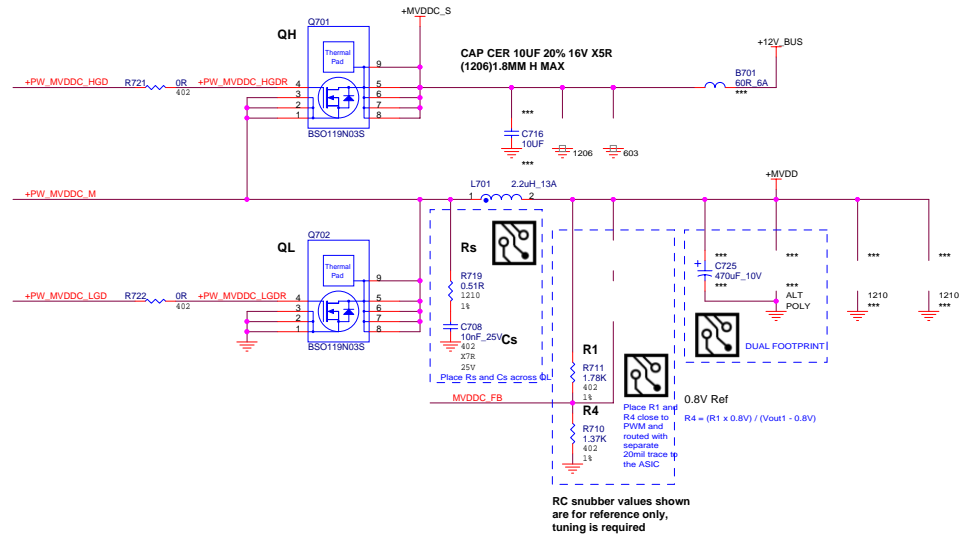 +MVDDC_S
Q701
QH
Thermal
Pad
9
+PW_MVDDC_HGD
R721
0R
402
+PW_MVDDC_HGDR
4
3
2
1
5
6
7
8
BSO119N03S
CAP CER 10UF 20% 16V X5R
(1206)1.8MM H MAX
+12V_BUS
B701
60R_6A
***
***
C716
10UF
***
1206
***
603
***
+PW_MVDDC_M
L701
2.2uH_13A
1
2
+MVDD
Q702
QL
Thermal
Pad
9
+PW_MVDDC_LGD
R722
0R
402
+PW_MVDDC_LGDR
4
3
2
1
5
6
7
8
BSO119N03S
Rs
R719
0.51R
1210
1%
C708
10nF_25V
Cs
402
X7R
25V
Place Rs and Cs across QL
MVDDC_FB
R1
R711
1.78K
402
1%
R4
R710
1.37K
402
1%
Place R1 and
R4 close to
PWM and
routed with
separate
20mil trace to
the ASIC
***
+
C725
470uF_10V
***
***
***
ALT
POLY
DUAL FOOTPRINT
***
1210
***
***
1210
***
0.8V Ref
R4 = (R1 x 0.8V) / (Vout1 - 0.8V)
RC snubber values shown
are for reference only,
tuning is required